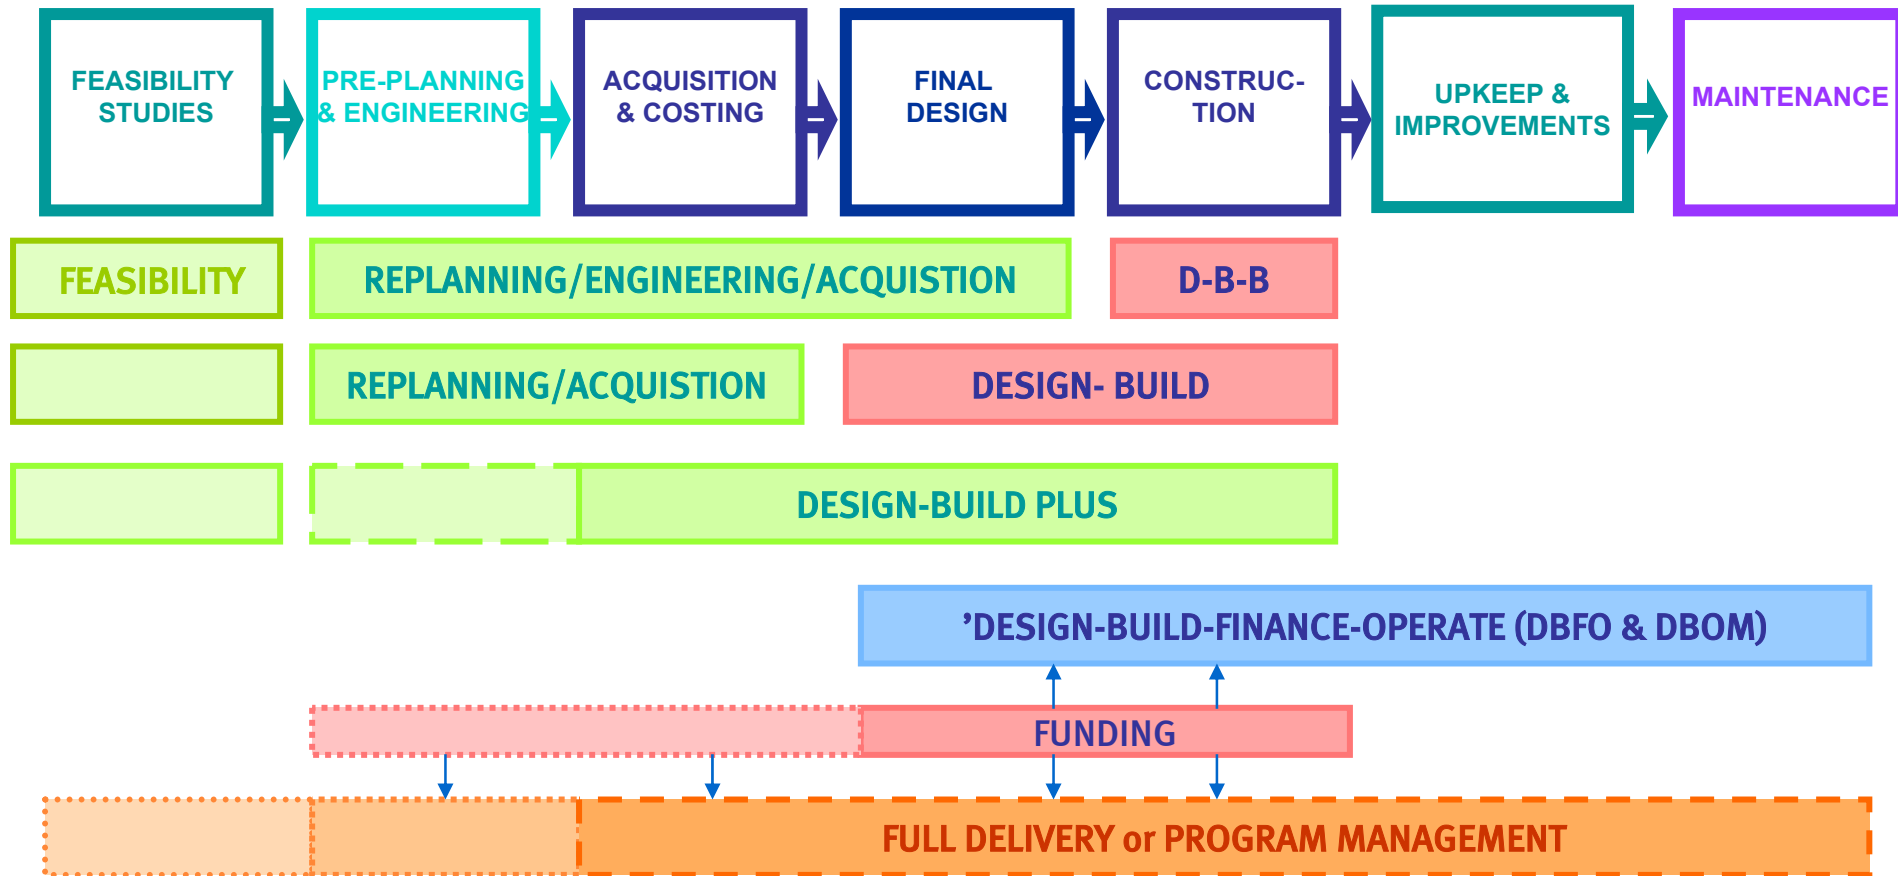 FEASIBILITY
STUDIES
PRE-PLANNING
& ENGINEERING
ACQUISITION
& COSTING
FINAL
DESIGN
CONSTRUC-
TION
UPKEEP &
IMPROVEMENTS
MAINTENANCE
FEASIBILITY
REPLANNING/ENGINEERING/ACQUISTION
D-B-B
REPLANNING/ACQUISTION
DESIGN- BUILD
DESIGN-BUILD PLUS
’DESIGN-BUILD-FINANCE-OPERATE (DBFO & DBOM)
FUNDING
FULL DELIVERY or PROGRAM MANAGEMENT